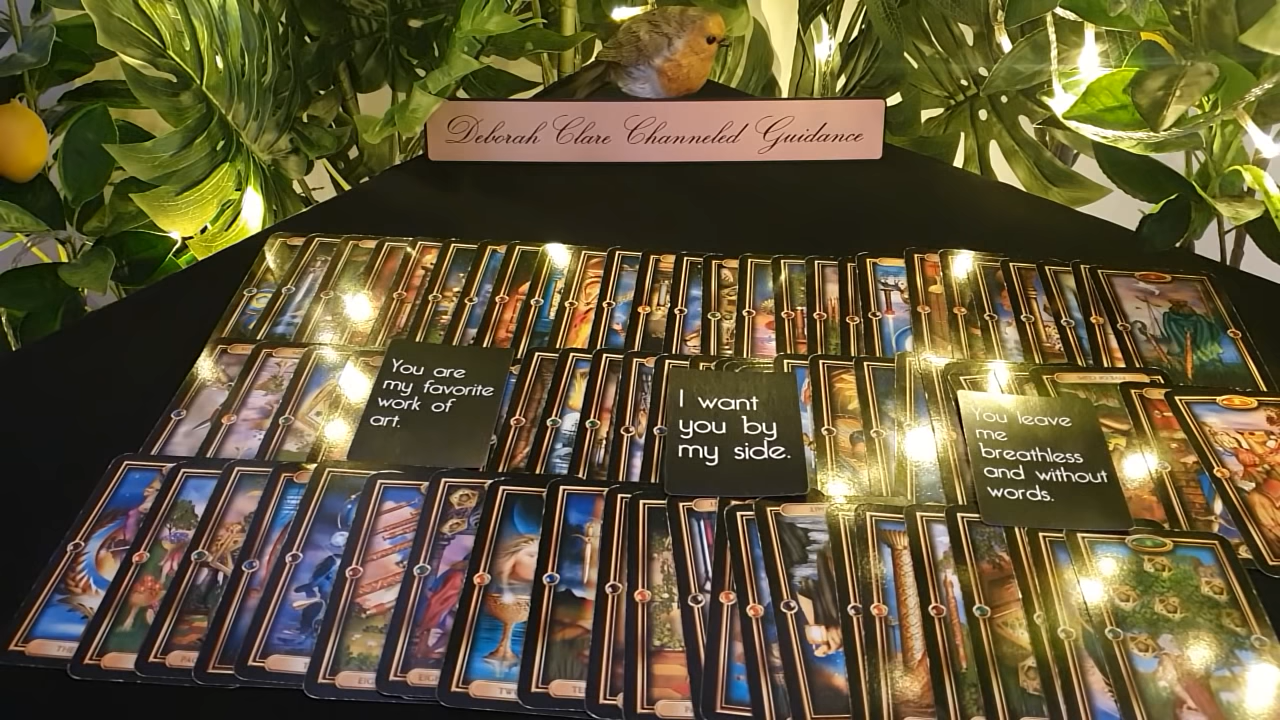 Deborah Clare Channeled Guidance
You are
my favorite
work of
art.
I want
you by
my side.
You leave
me
breathless
and without
words.